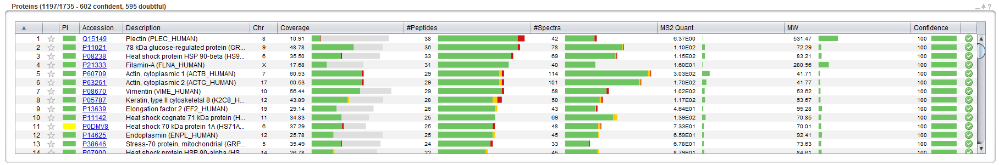 Proteins (1197/1735 - 602 confident, 595 doubtful)
PI Accession Description Chr Coverage #Peptides #Spectra MS2 Quant. MW Confidence
1 Q15149 Plectin (PLEC_HUMAN) 8 10.91 38 42 6.37E00 531.47 100
2 P11021 78 kDa glucose-regulated protein (GR... 9 48.78 36 78 1.10E02 72.29 100
3 P08238 Heat shock protein HSP 90-beta (HS9... 6 35.50 33 69 1.15E02 83.21 100
4 P21333 Filamin-A (FLNA_HUMAN) X 17.68 31 40 1.60E01 280.56 100
5 P60709 Actin, cytoplasmic 1 (ACTB_HUMAN) 7 60.53 29 114 3.03E02 41.71 100
6 P63261 Actin, cytoplasmic 2 (ACTG_HUMAN) 17 60.53 29 101 1.70E02 41.77 100
7 P08670 Vimentin (VIME_HUMAN) 10 56.44 29 58 1.02E02 53.62 100
8 P05787 Keratin, type II cytoskeletal 8 (K2C8_H... 12 43.89 28 50 1.17E02 53.67 100
9 P13639 Elongation factor 2 (EF2_HUMAN) 19 29.14 26 43 4.64E01 95.28 100
10 P11142 Heat shock cognate 71 kDa protein (H... 11 34.83 25 69 1.39E02 70.85 100
11 P0DMV8 Heat shock 70 kDa protein 1A (HS71A... 6 37.29 25 48 7.33E01 70.01 100
12 P14625 Endoplasmin (ENPL_HUMAN) 12 25.78 25 45 6.59E01 92.41 100
13 P38646 Stress-70 protein, mitochondrial (GRP... 5 35.49 24 33 6.78E01 73.63 100
14 P07900 Heat shock protein HSP 90-alpha (HS... 14 26.78 22 45 8.79E01 84.61 100